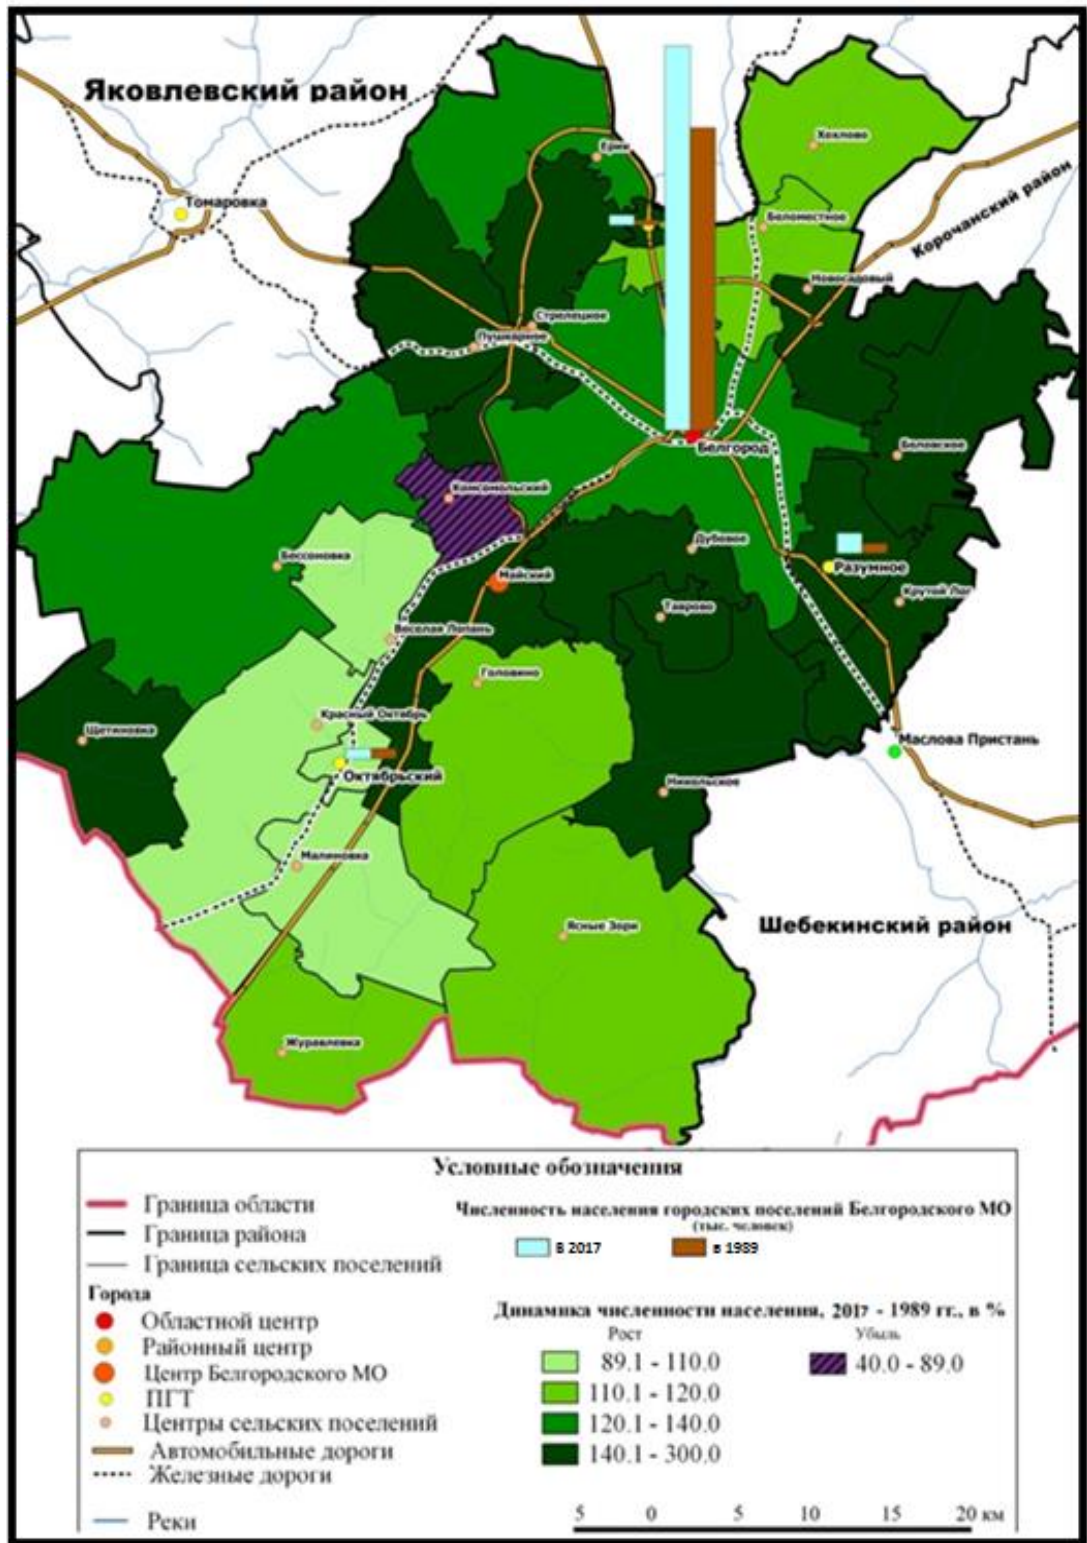 Яковлевский район
Хохлово
Ерик
Корочанский район
Томаровка
Беломестное
Новосадовый
Стрелецкое
Пушкарное
Белгород
Беловское
Комсомольский
Дубовое
Бессоновка
Майский
Разумное
Крутой Лог
Таврово
Веселая Лопань
Головино
Красный Октябрь
Щетиновка
Маслова Пристань
Октябрьский
Никольское
Малиновка
Ясные Зори
Шебекинский район
Журавлевка
Условные обозначения
Граница области
Граница района
Граница сельских поселений
Города
Областной центр
Районный центр
Центр Белгородского МО
ПГТ
Центры сельских поселений
Автомобильные дороги
Железные дороги
Реки
Численность населения городских поселений Белгородского МО
(тыс. человек)
В 2017 в 1989
Динамика численности населения, 2017 - 1989 гг., в %
Рост Убыль
89.1 - 110.0 40.0 - 89.0
110.1 - 120.0
120.1 - 140.0
140.1 - 300.0
5 0 5 10 15 20 км